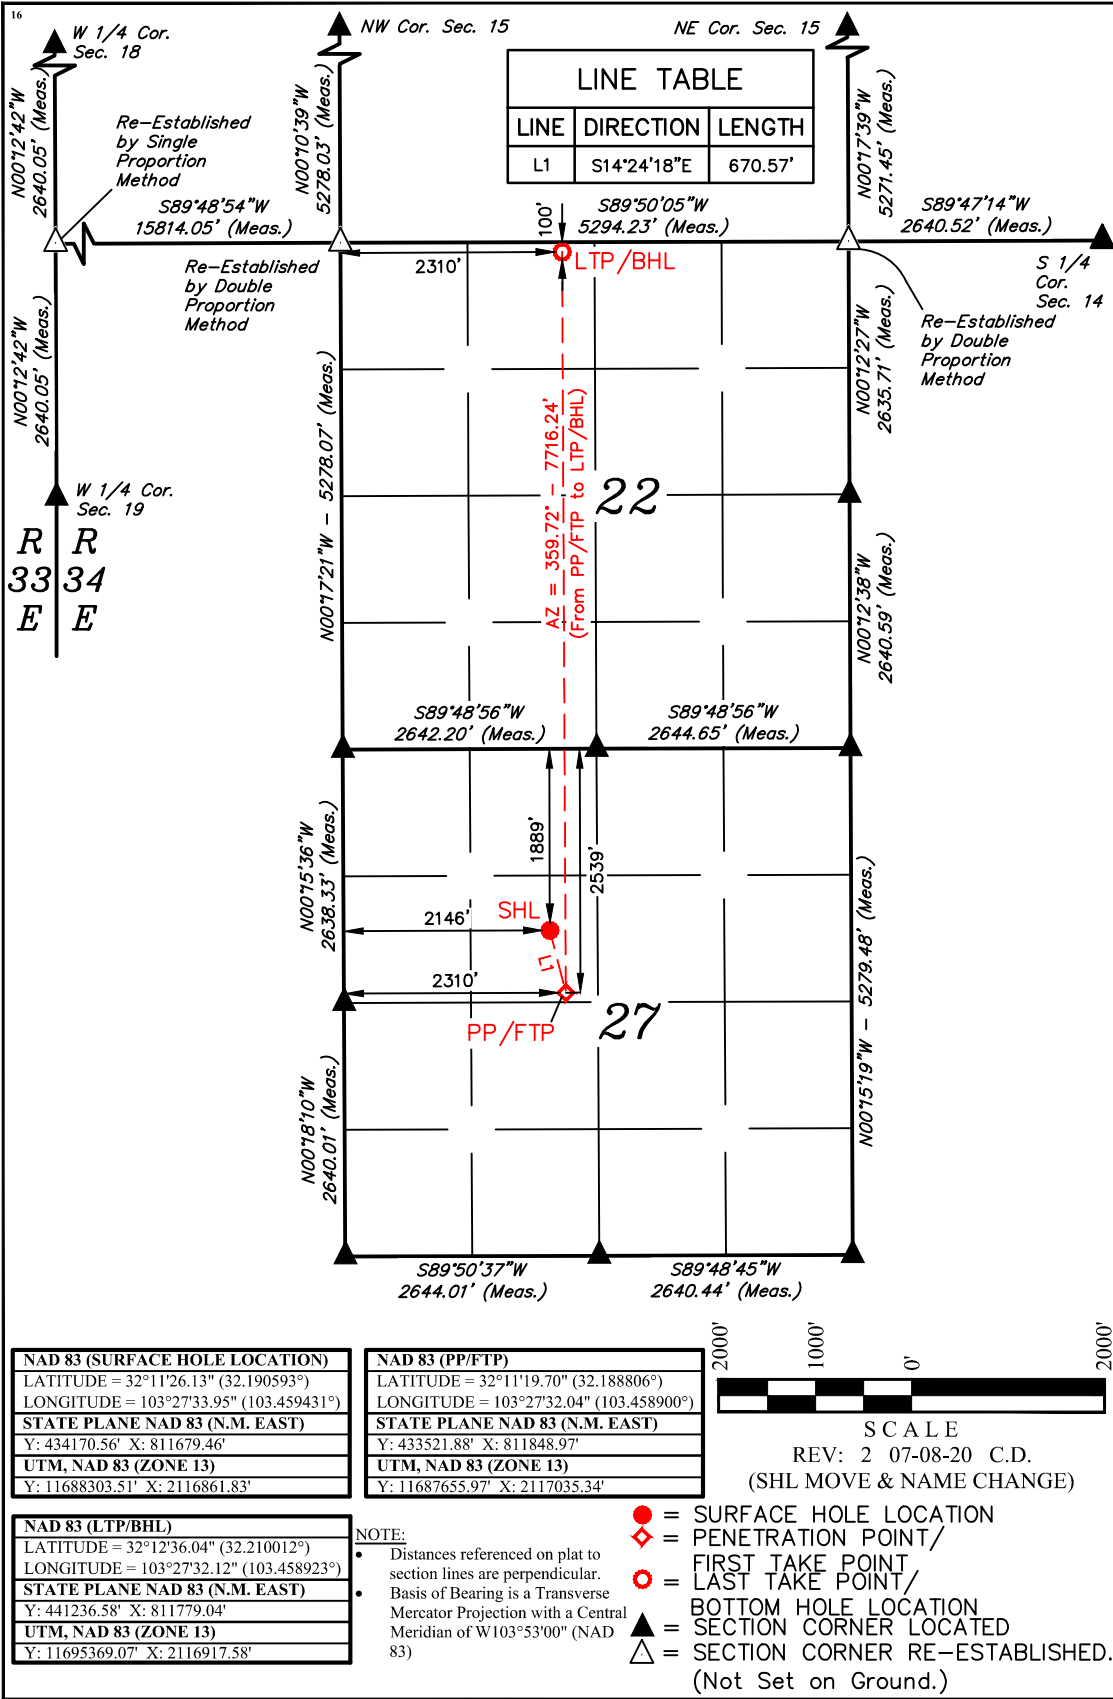 16
W 1/4 Cor.
Sec. 18
NW Cor. Sec. 15
NE Cor. Sec. 15
LINE TABLE
LINE DIRECTION LENGTH
L1 S14°24'18"E 670.57'
N00°12'42"W
2640.05' (Meas.)
N00°10'39"W
5278.03' (Meas.)
N00°17'39"W
5271.45' (Meas.)
Re-Established
by Single
Proportion
Method
S89°48'54"W
15814.05' (Meas.)
S89°50'05"W
5294.23' (Meas.)
100'
S89°47'14"W
2640.52' (Meas.)
2310'
LTP/BHL
Re-Established
by Double
Proportion
Method
S 1/4
Cor.
Sec. 14
Re-Established
by Double
Proportion
Method
N00°12'42"W
2640.05' (Meas.)
N00°17'21"W - 5278.07' (Meas.)
N00°12'27"W
2635.71' (Meas.)
AZ = 359.72° - 7716.24'
(From PP/FTP to LTP/BHL)
22
W 1/4 Cor.
Sec. 19
R R
33 34
E E
N00°12'38"W
2640.59' (Meas.)
S89°48'56"W
2642.20' (Meas.)
S89°48'56"W
2644.65' (Meas.)
N00°15'36"W
2638.33' (Meas.)
1889'
2539'
N00°15'19"W - 5279.48' (Meas.)
2146'
SHL
L1
2310'
PP/FTP
27
N00°18'10"W
2640.01' (Meas.)
S89°50'37"W
2644.01' (Meas.)
S89°48'45"W
2640.44' (Meas.)
NAD 83 (SURFACE HOLE LOCATION)
LATITUDE = 32°11'26.13" (32.190593°)
LONGITUDE = 103°27'33.95" (103.459431°)
STATE PLANE NAD 83 (N.M. EAST)
Y: 434170.56' X: 811679.46'
UTM, NAD 83 (ZONE 13)
Y: 11688303.51' X: 2116861.83'
NAD 83 (PP/FTP)
LATITUDE = 32°11'19.70" (32.188806°)
LONGITUDE = 103°27'32.04" (103.458900°)
STATE PLANE NAD 83 (N.M. EAST)
Y: 433521.88' X: 811848.97'
UTM, NAD 83 (ZONE 13)
Y: 11687655.97' X: 2117035.34'
2000' 1000' 0' 2000'
SCALE
REV: 2 07-08-20 C.D.
(SHL MOVE & NAME CHANGE)
NAD 83 (LTP/BHL)
LATITUDE = 32°12'36.04" (32.210012°)
LONGITUDE = 103°27'32.12" (103.458923°)
STATE PLANE NAD 83 (N.M. EAST)
Y: 441236.58' X: 811779.04'
UTM, NAD 83 (ZONE 13)
Y: 11695369.07' X: 2116917.58'
NOTE:
• Distances referenced on plat to
section lines are perpendicular.
• Basis of Bearing is a Transverse
Mercator Projection with a Central
Meridian of W103°53'00" (NAD
83)
= SURFACE HOLE LOCATION
= PENETRATION POINT/
FIRST TAKE POINT
= LAST TAKE POINT/
BOTTOM HOLE LOCATION
= SECTION CORNER LOCATED
= SECTION CORNER RE-ESTABLISHED.
(Not Set on Ground.)